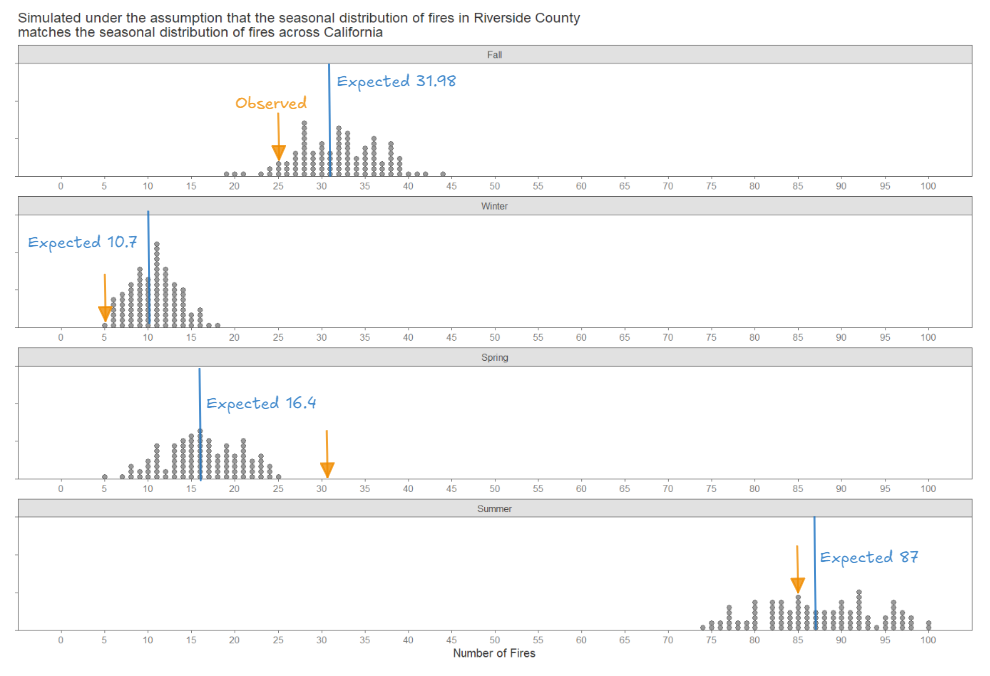 Simulated under the assumption that the seasonal distribution of fires in Riverside County
matches the seasonal distribution of fires across California
Fall
Expected 31.98
Observed
0 5 10 15 20 25 30 35 40 45 50 55 60 65 70 75 80 85 90 95 100
Winter
Expected 10.7
0 5 10 15 20 25 30 35 40 45 50 55 60 65 70 75 80 85 90 95 100
Spring
Expected 16.4
0 5 10 15 20 25 30 35 40 45 50 55 60 65 70 75 80 85 90 95 100
Summer
Expected 87
0 5 10 15 20 25 30 35 40 45 50 55 60 65 70 75 80 85 90 95 100
Number of Fires